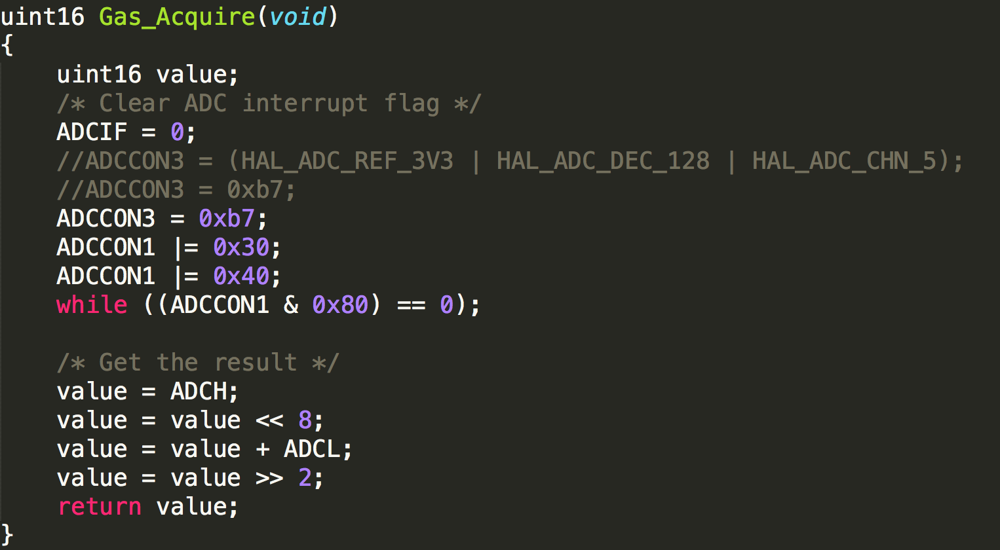 uint16 Gas_Acquire(void)
{
    uint16 value;
    /* Clear ADC interrupt flag */
    ADCIF = 0;
    //ADCCON3 = (HAL_ADC_REF_3V3 | HAL_ADC_DEC_128 | HAL_ADC_CHN_5);
    //ADCCON3 = 0xb7;
    ADCCON3 = 0xb7;
    ADCCON1 |= 0x30;
    ADCCON1 |= 0x40;
    while ((ADCCON1 & 0x80) == 0);

    /* Get the result */
    value = ADCH;
    value = value << 8;
    value = value + ADCL;
    value = value >> 2;
    return value;
}